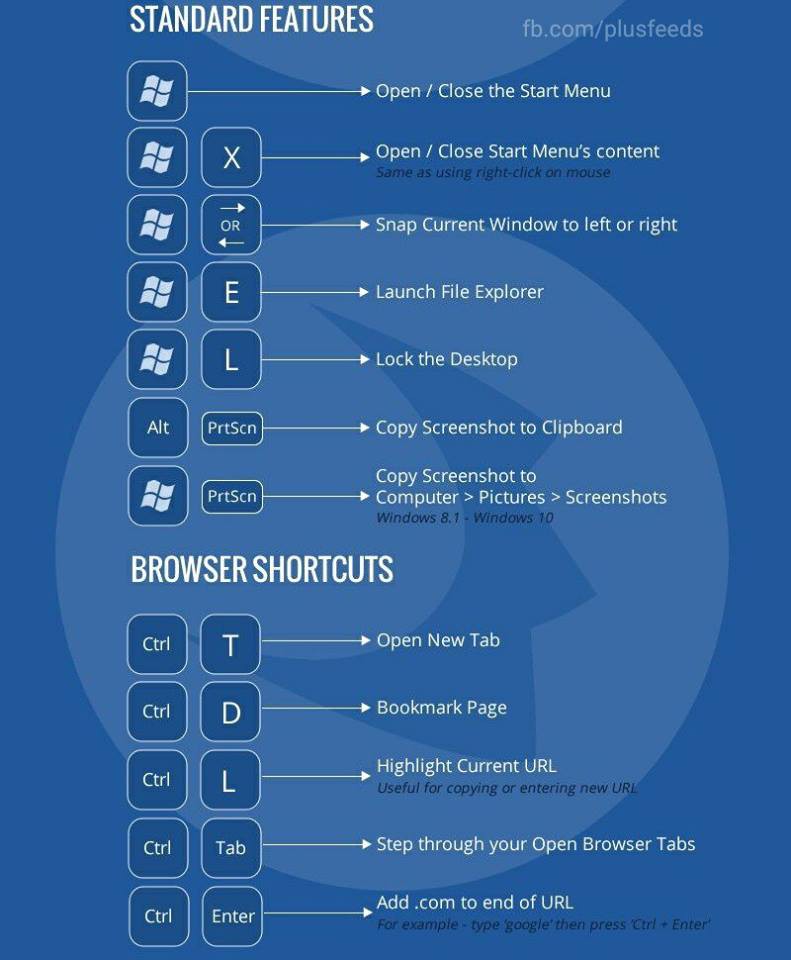 STANDARD FEATURES
fb.com/plusfeeds
Open / Close the Start Menu
X
Open / Close Start Menu's content
Same as using right-click on mouse
OR
Snap Current Window to left or right
E
Launch File Explorer
L
Lock the Desktop
Alt
PrtScn
Copy Screenshot to Clipboard
PrtScn
Copy Screenshot to
Computer > Pictures > Screenshots
Windows 8.1 - Windows 10
BROWSER SHORTCUTS
Ctrl
T
Open New Tab
Ctrl
D
Bookmark Page
Ctrl
L
Highlight Current URL
Useful for copying or entering new URL
Ctrl
Tab
Step through your Open Browser Tabs
Ctrl
Enter
Add .com to end of URL
For example - type 'google' then press 'Ctrl + Enter'